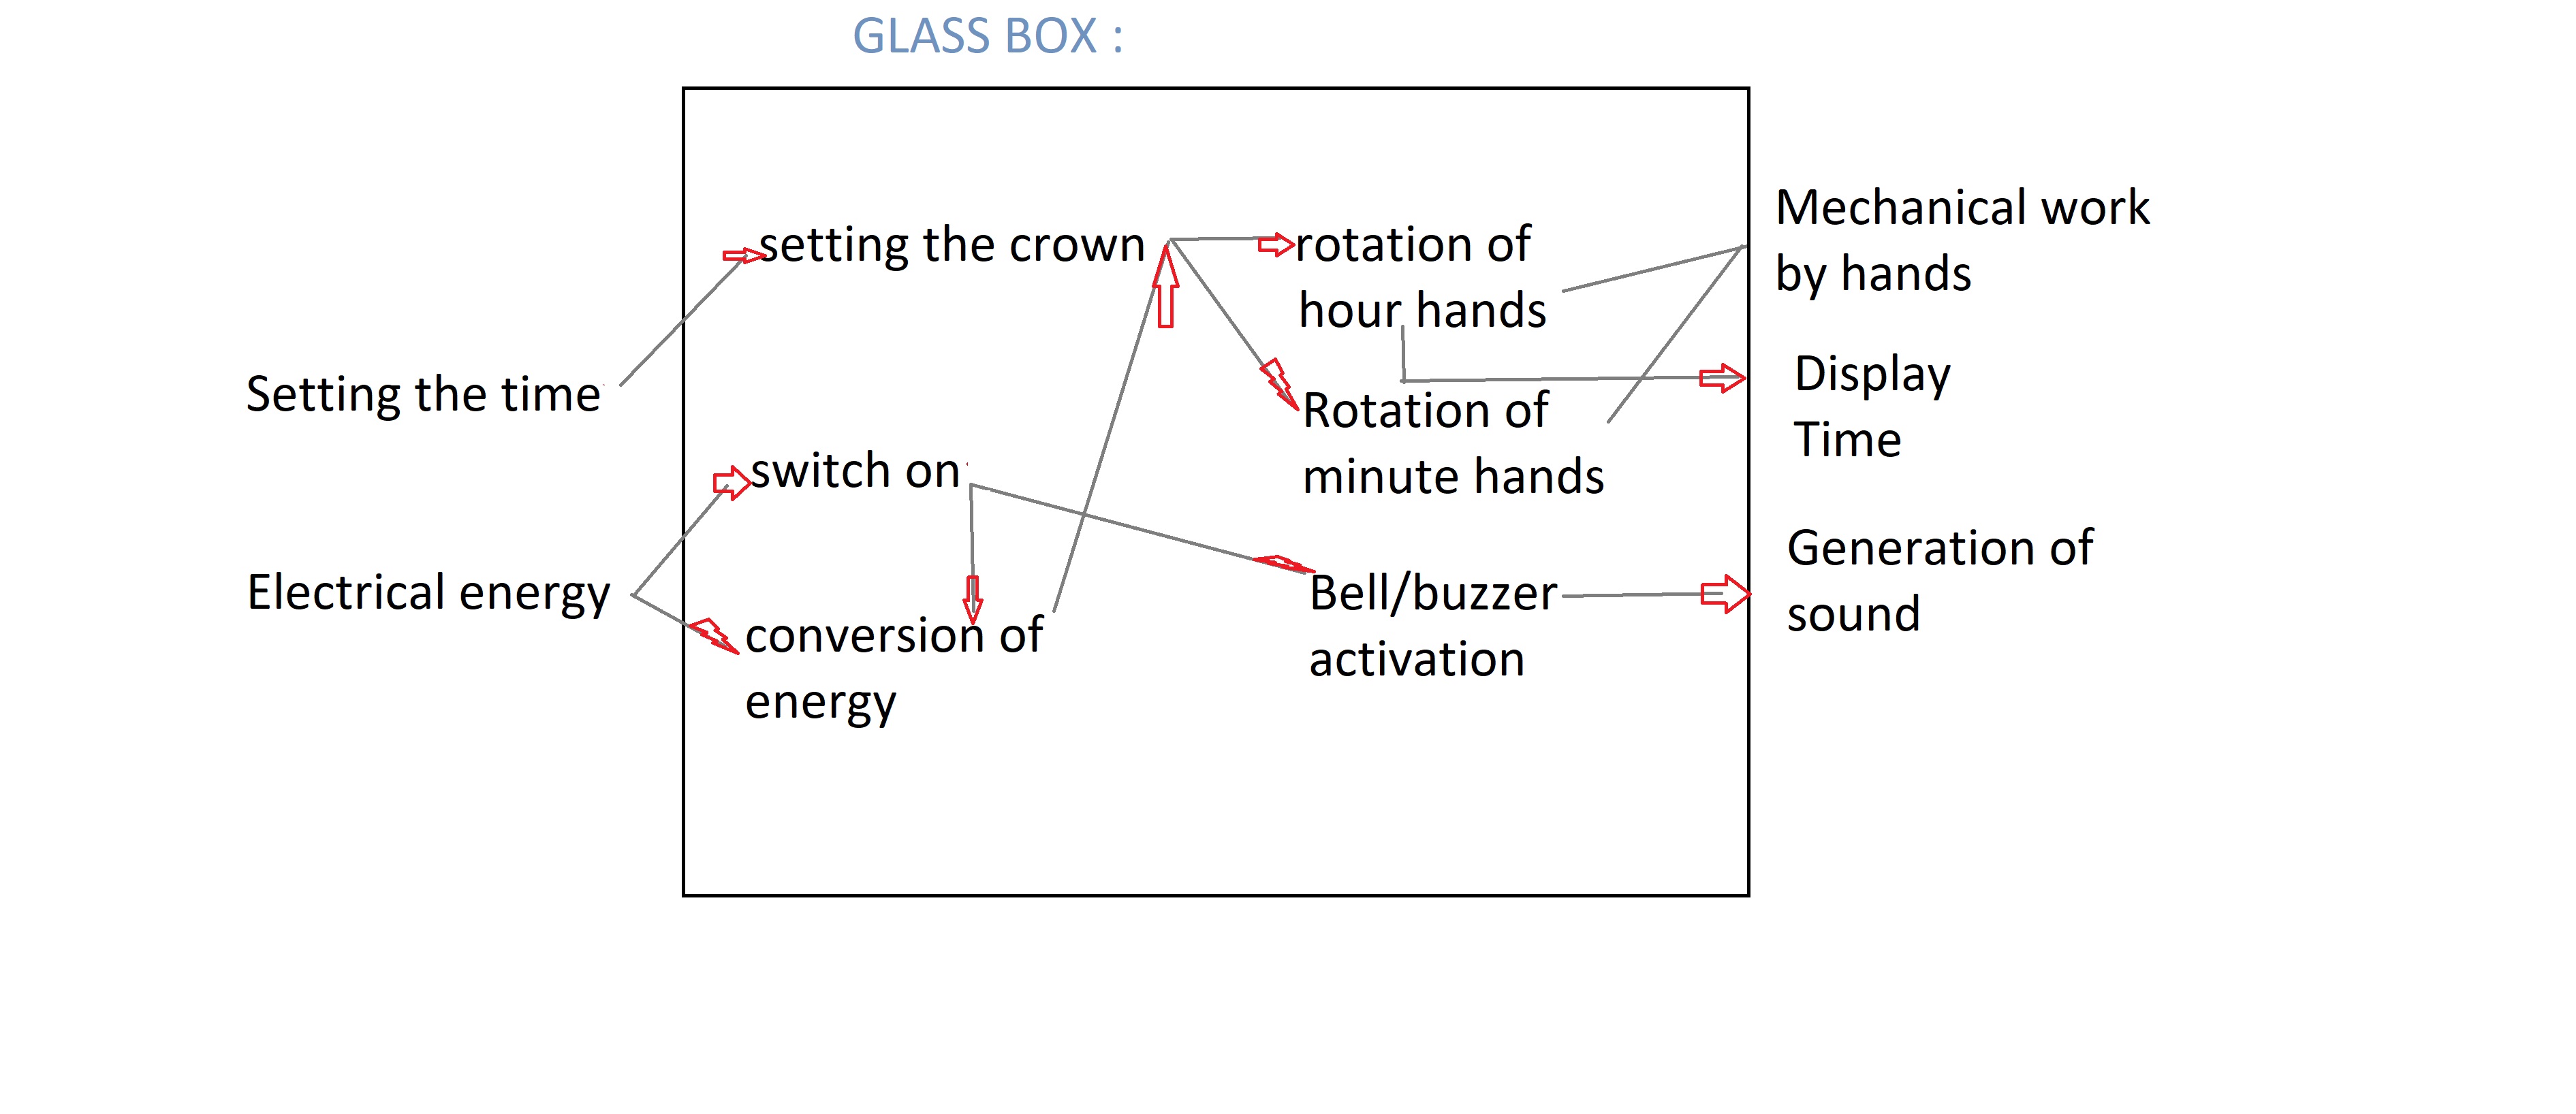 GLASS BOX :
Setting the time
Electrical energy
setting the crown
switch on
conversion of
energy
rotation of
hour hands
Rotation of
minute hands
Bell/buzzer
activation
Mechanical work
by hands
Display
Time
Generation of
sound